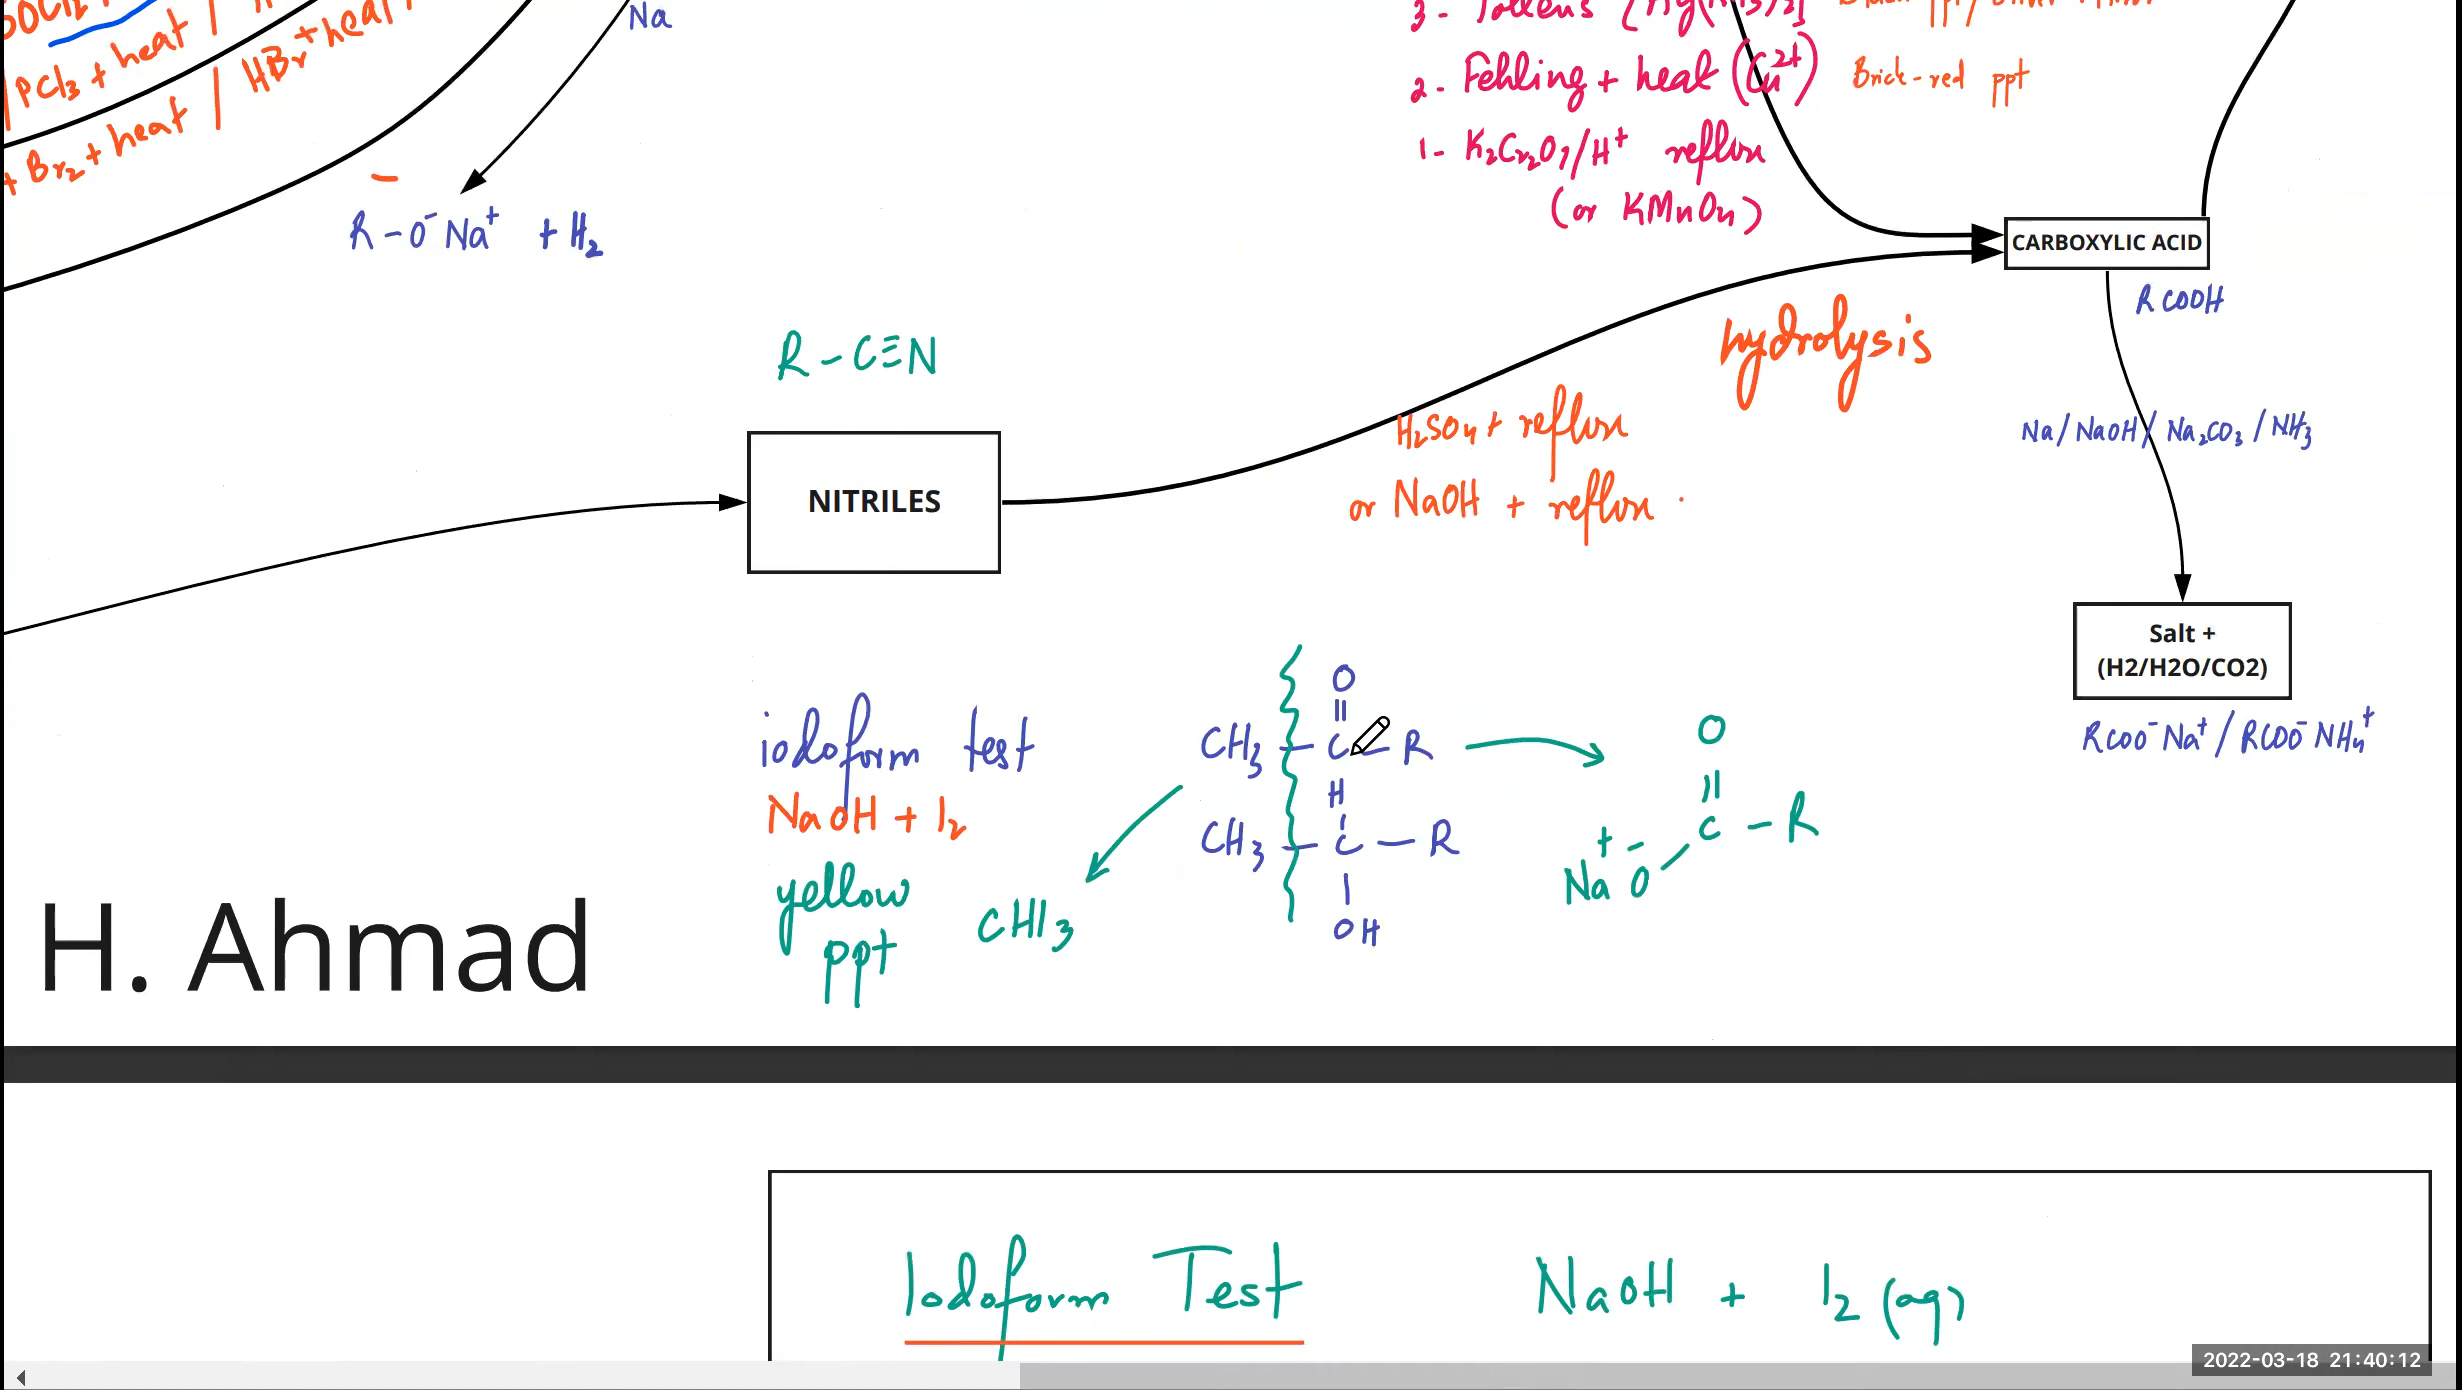 Na
PCl3 + heat /
+ Br2 + heat / HBr + heat
R-O⁻Na⁺ + H2
2- Fehling + heat (Cu²⁺) Brick-red ppt
1- K2Cr2O7/H⁺ reflux
(or KMnO4)
CARBOXYLIC ACID
RCOOH
hydrolysis
R-C≡N
H2SO4 + reflux
or NaOH + reflux
Na/NaOH/Na2CO3/NH3
NITRILES
Salt +
(H2/H2O/CO2)
RCOO⁻Na⁺/RCOO⁻NH4⁺
iodoform test
NaOH + I2
yellow
ppt
CHI3
O
||
CH3-C-R
H
CH3-C-R
OH
O
||
C-R
Na⁺O⁻
H. Ahmad
Iodoform Test NaOH + I2 (aq)
2022-03-18 21:40:12